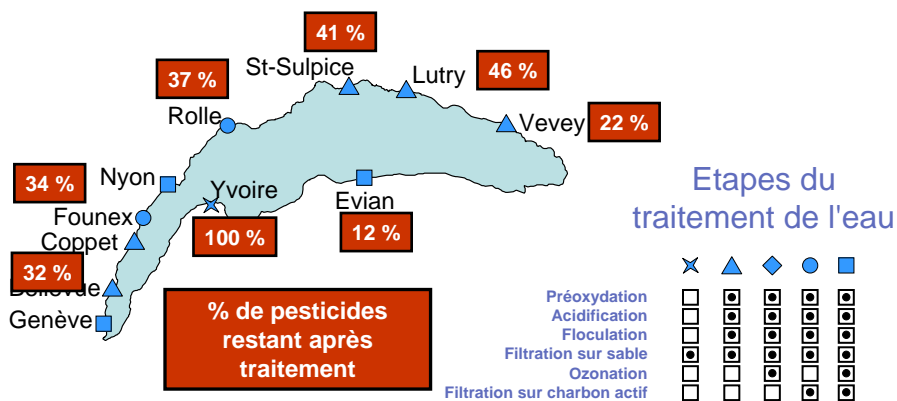 41 %
St-Sulpice
Lutry
46 %
37 %
Rolle
Vevey
22 %
34 %
Nyon
Yvoire
Evian
Founex
100 %
12 %
Coppet
32 %
Bellevue
Genève
% de pesticides
restant après
traitement
Etapes du
traitement de l'eau
Préoxydation
Acidification
Floculation
Filtration sur sable
Ozonation
Filtration sur charbon actif